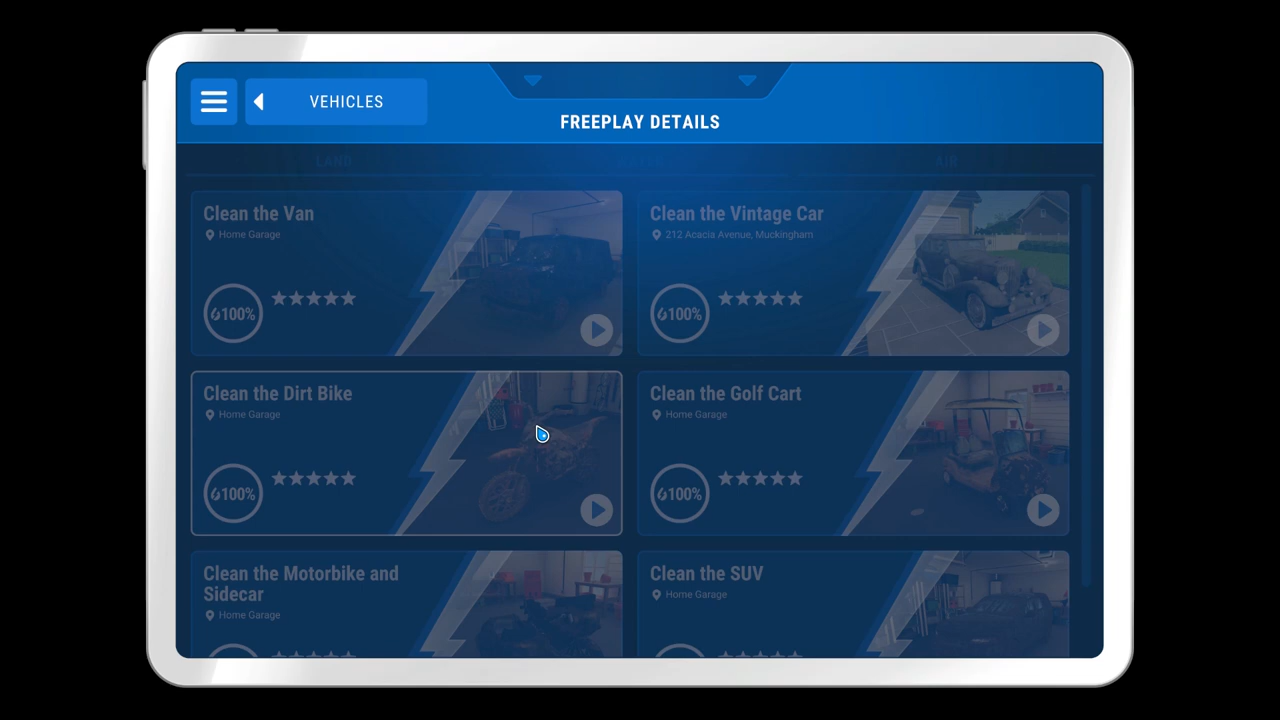 VEHICLES
FREEPLAY DETAILS
LAND
AIR
Clean the Van
Home Garage
100%
Clean the Vintage Car
212 Acacia Avenue, Muckingham
100%
Clean the Dirt Bike
Home Garage
100%
Clean the Golf Cart
Home Garage
100%
Clean the Motorbike and
Sidecar
Home Garage
Clean the SUV
Home Garage